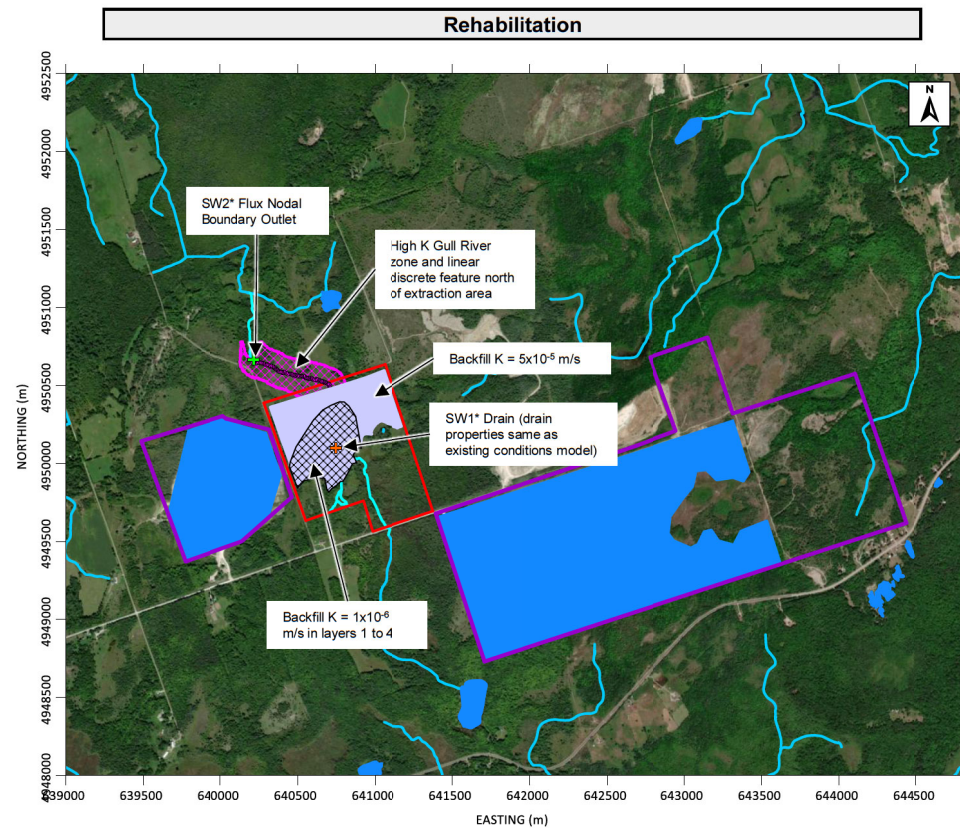 Rehabilitation
N
SW2* Flux Nodal
Boundary Outlet
High K Gull River
zone and linear
discrete feature north
of extraction area
Backfill K = 5x10⁻⁵ m/s
SW1* Drain (drain
properties same as
existing conditions model)
Backfill K = 1x10⁻⁶
m/s in layers 1 to 4
NORTHING (m)
4952500
4952000
4951500
4951000
4950500
4950000
4949500
4949000
4948500
4948000
639000 639500 640000 640500 641000 641500 642000 642500 643000 643500 644000 644500
EASTING (m)